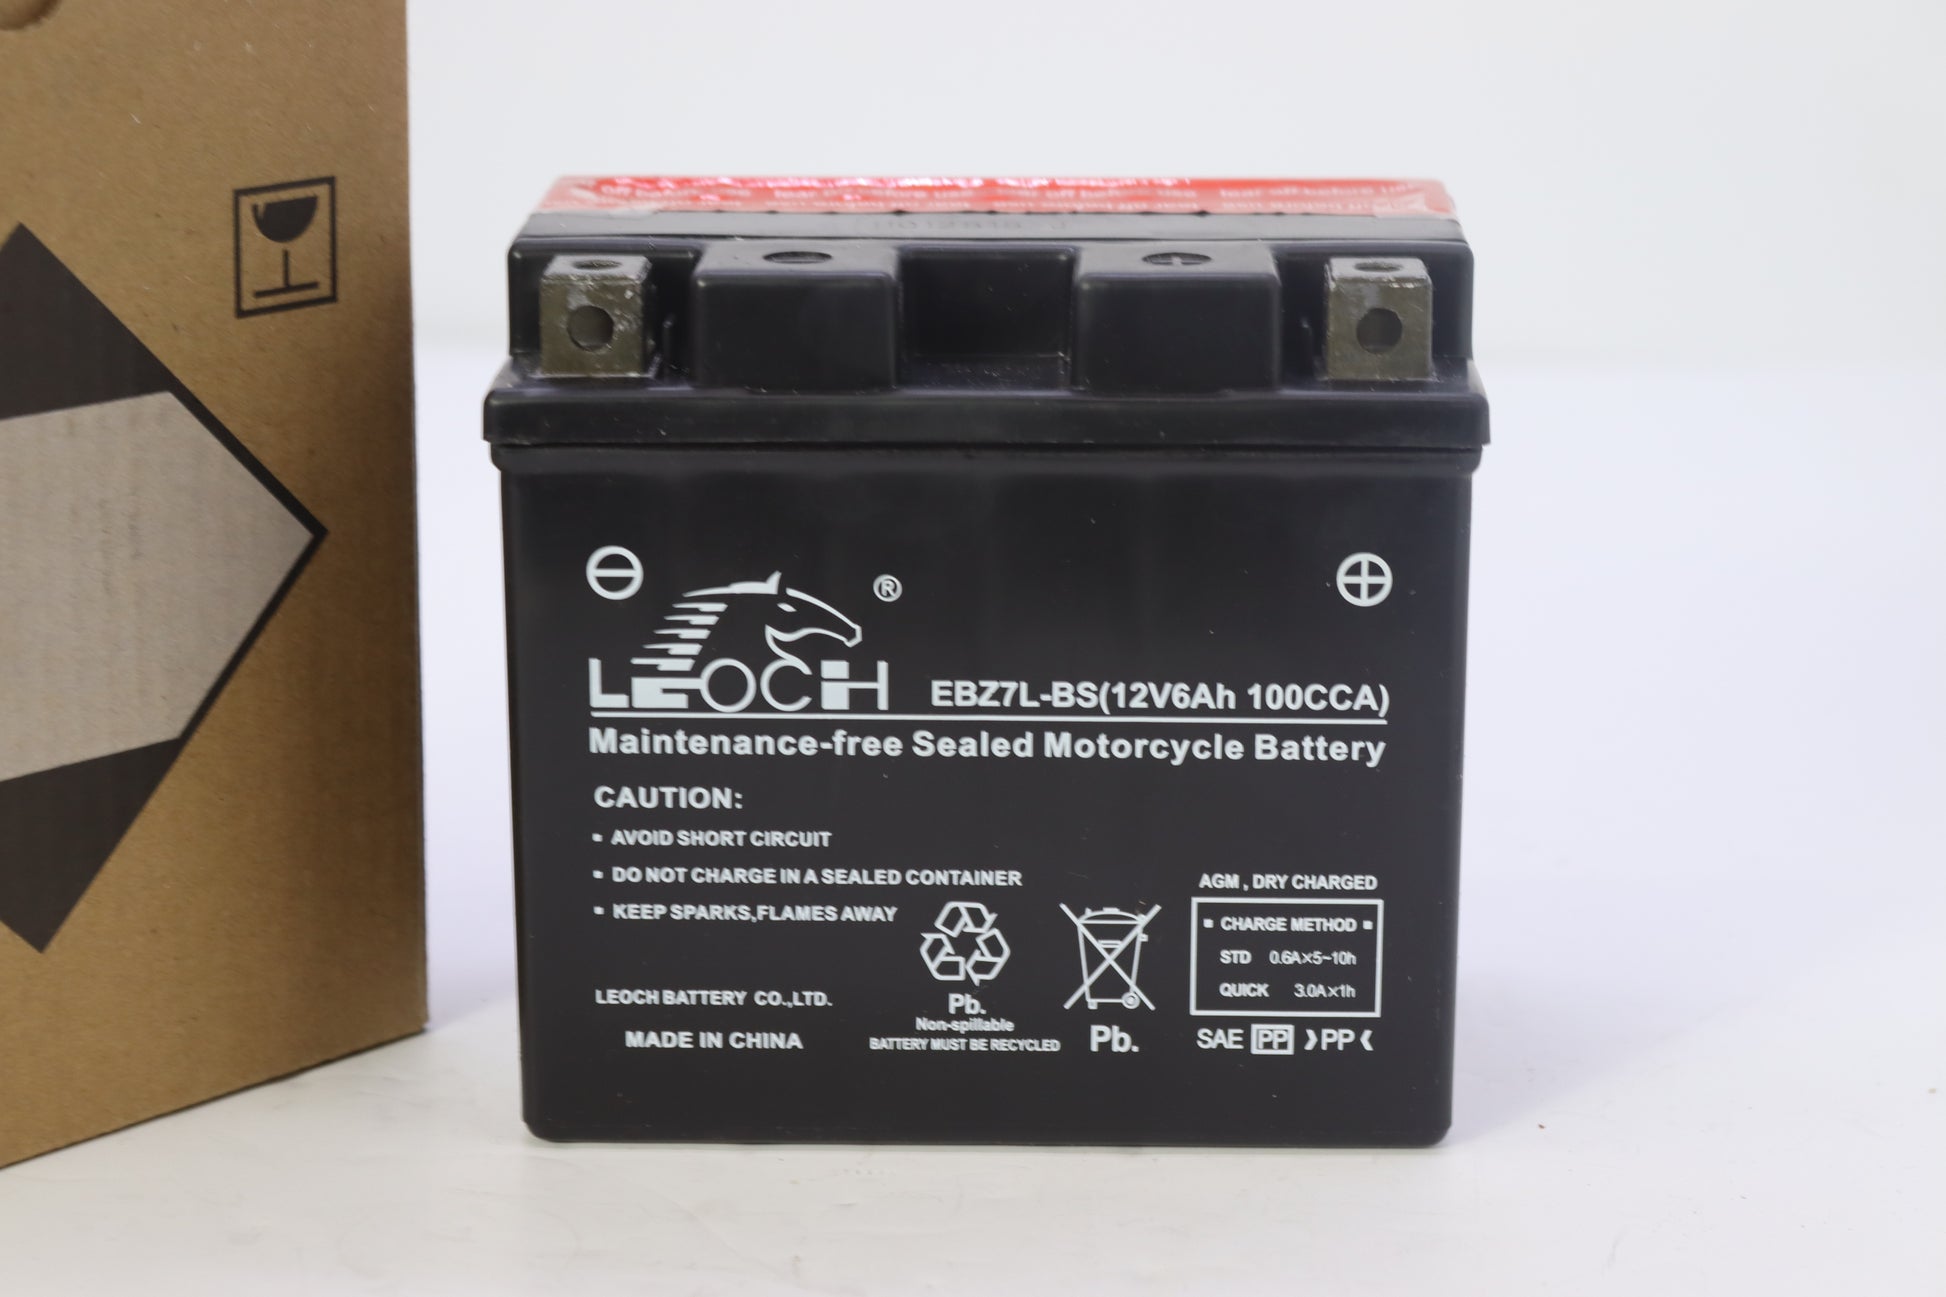 LEOCH ®
EBZ7L-BS(12V6Ah 100CCA)
Maintenance-free Sealed Motorcycle Battery
CAUTION:
▪ AVOID SHORT CIRCUIT
▪ DO NOT CHARGE IN A SEALED CONTAINER
▪ KEEP SPARKS,FLAMES AWAY
LEOCH BATTERY CO.,LTD.
MADE IN CHINA
Pb.
Non-spillable
BATTERY MUST BE RECYCLED
Pb.
AGM , DRY CHARGED
▪ CHARGE METHOD ▪
STD 0.6A×5~10h
QUICK 3.0A×1h
SAE PP ❯PP❮